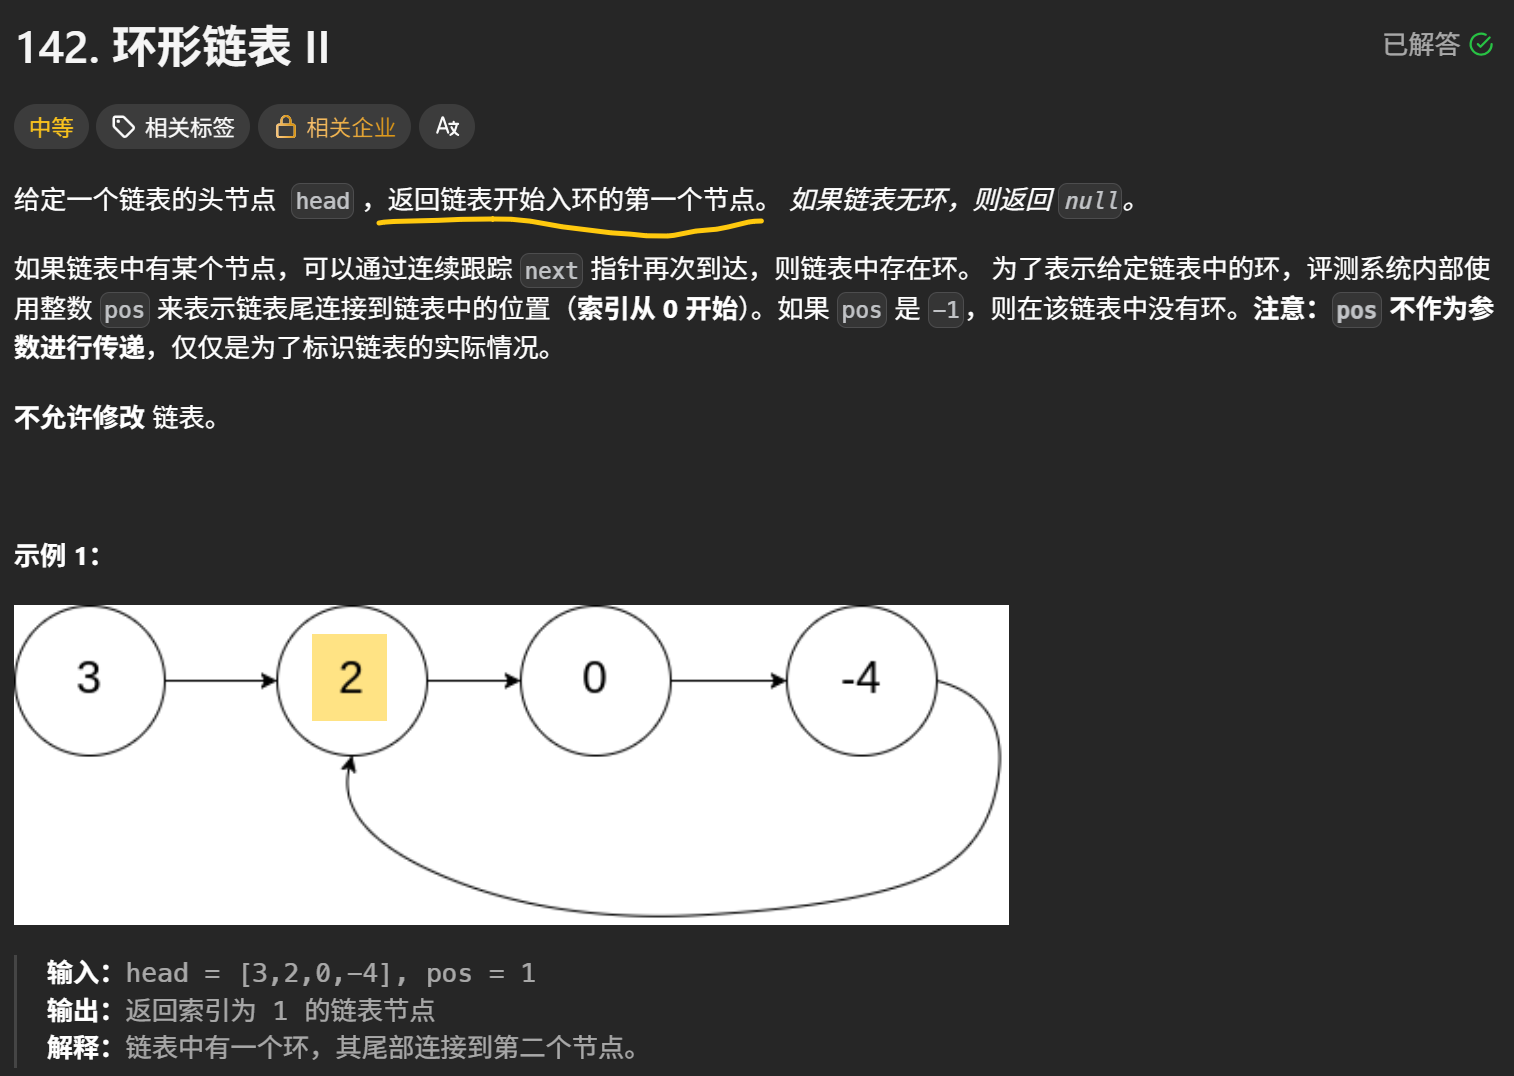 142. 环形链表 II
已解答
中等
相关标签
相关企业
给定一个链表的头节点 head ，返回链表开始入环的第一个节点。 如果链表无环，则返回 null。
如果链表中有某个节点，可以通过连续跟踪 next 指针再次到达，则链表中存在环。 为了表示给定链表中的环，评测系统内部使
用整数 pos 来表示链表尾连接到链表中的位置（索引从 0 开始）。如果 pos 是 -1，则在该链表中没有环。注意：pos 不作为参
数进行传递，仅仅是为了标识链表的实际情况。
不允许修改 链表。
示例 1：
3
2
0
-4
输入：head = [3,2,0,-4], pos = 1
输出：返回索引为 1 的链表节点
解释：链表中有一个环，其尾部连接到第二个节点。